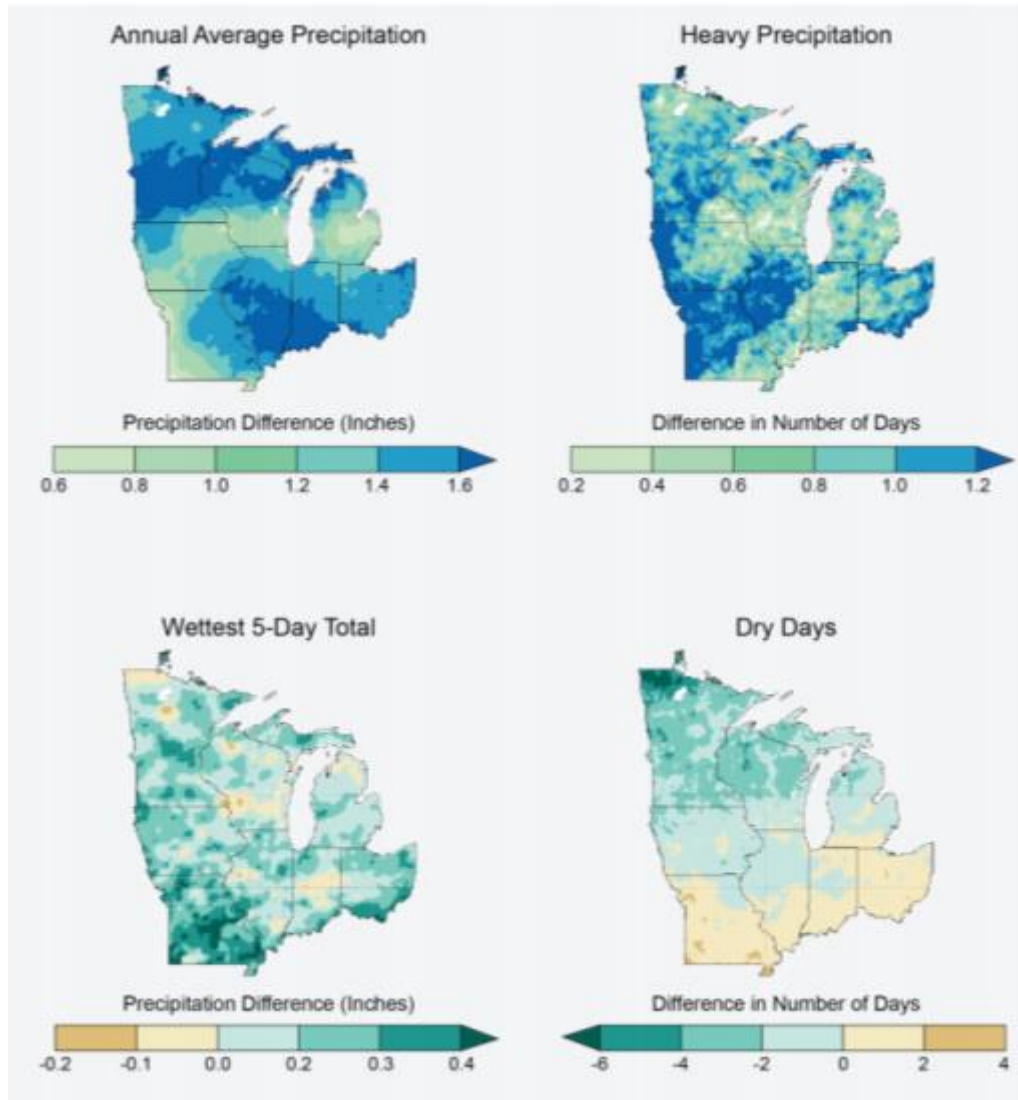 Annual Average Precipitation
Heavy Precipitation
Precipitation Difference (Inches)
0.6 0.8 1.0 1.2 1.4 1.6
Difference in Number of Days
0.2 0.4 0.6 0.8 1.0 1.2
Wettest 5-Day Total
Dry Days
Precipitation Difference (Inches)
-0.2 -0.1 0.0 0.2 0.3 0.4
Difference in Number of Days
-6 -4 -2 0 2 4